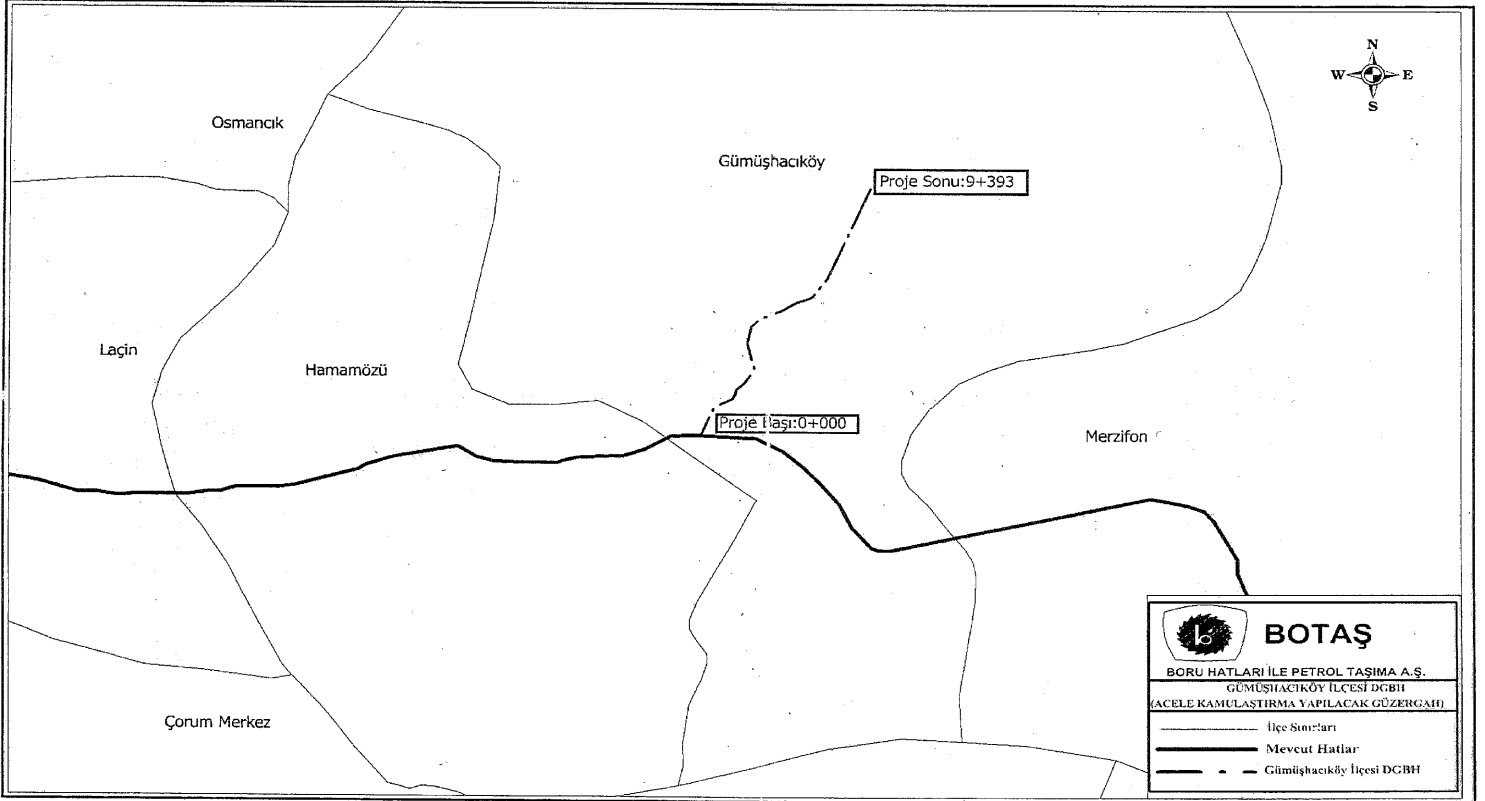 N
W E
S
Osmancık
Gümüşhacıköy
Proje Sonu:9+393
Laçin
Hamamözü
Proje Başı:0+000
Merzifon
Çorum Merkez
BOTAŞ
BORU HATLARI İLE PETROL TAŞIMA A.Ş.
GÜMÜŞHACIKÖY İLÇESİ DGBH
(ACELE KAMULAŞTIRMA YAPILACAK GÜZERGAH)
İlçe Sınırları
Mevcut Hatlar
Gümüşhacıköy İlçesi DGBH